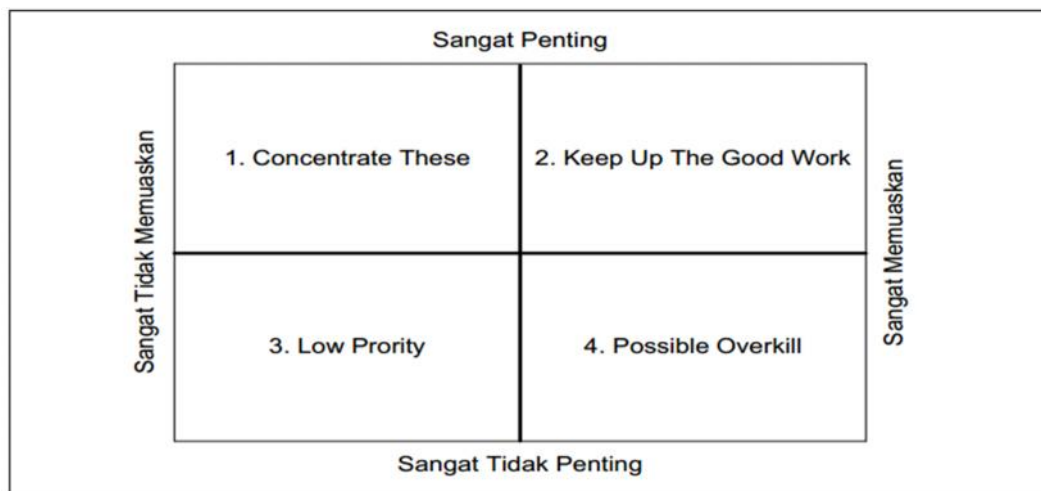 Sangat Penting
Sangat Tidak Memuaskan
1. Concentrate These
2. Keep Up The Good Work
Sangat Memuaskan
3. Low Prority
4. Possible Overkill
Sangat Tidak Penting